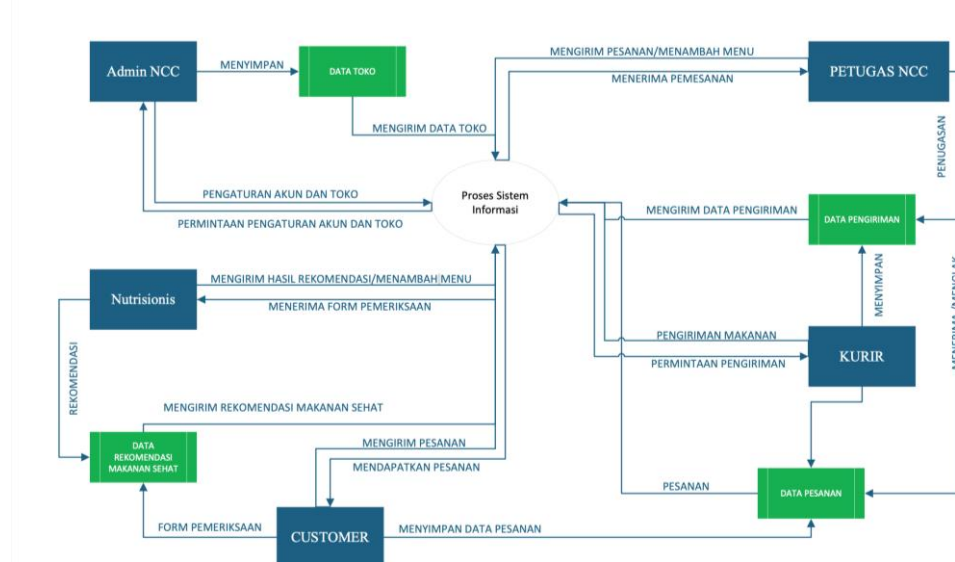 MENGIRIM PESANAN/MENAMBAH MENU
Admin NCC
MENYIMPAN
DATA TOKO
MENERIMA PEMESANAN
PETUGAS NCC
MENGIRIM DATA TOKO
PENUGASAN
PENGATURAN AKUN DAN TOKO
PERMINTAAN PENGATURAN AKUN DAN TOKO
Proses Sistem
Informasi
MENGIRIM DATA PENGIRIMAN
DATA PENGIRIMAN
MENGIRIM HASIL REKOMENDASI/MENAMBAH MENU
Nutrisionis
MENERIMA FORM PEMERIKSAAN
MENYIMPAN
PENGIRIMAN MAKANAN
PERMINTAAN PENGIRIMAN
KURIR
REKOMENDASI
MENGIRIM REKOMENDASI MAKANAN SEHAT
DATA
REKOMENDASI
MAKANAN SEHAT
MENGIRIM PESANAN
MENDAPATKAN PESANAN
PESANAN
DATA PESANAN
FORM PEMERIKSAAN
CUSTOMER
MENYIMPAN DATA PESANAN